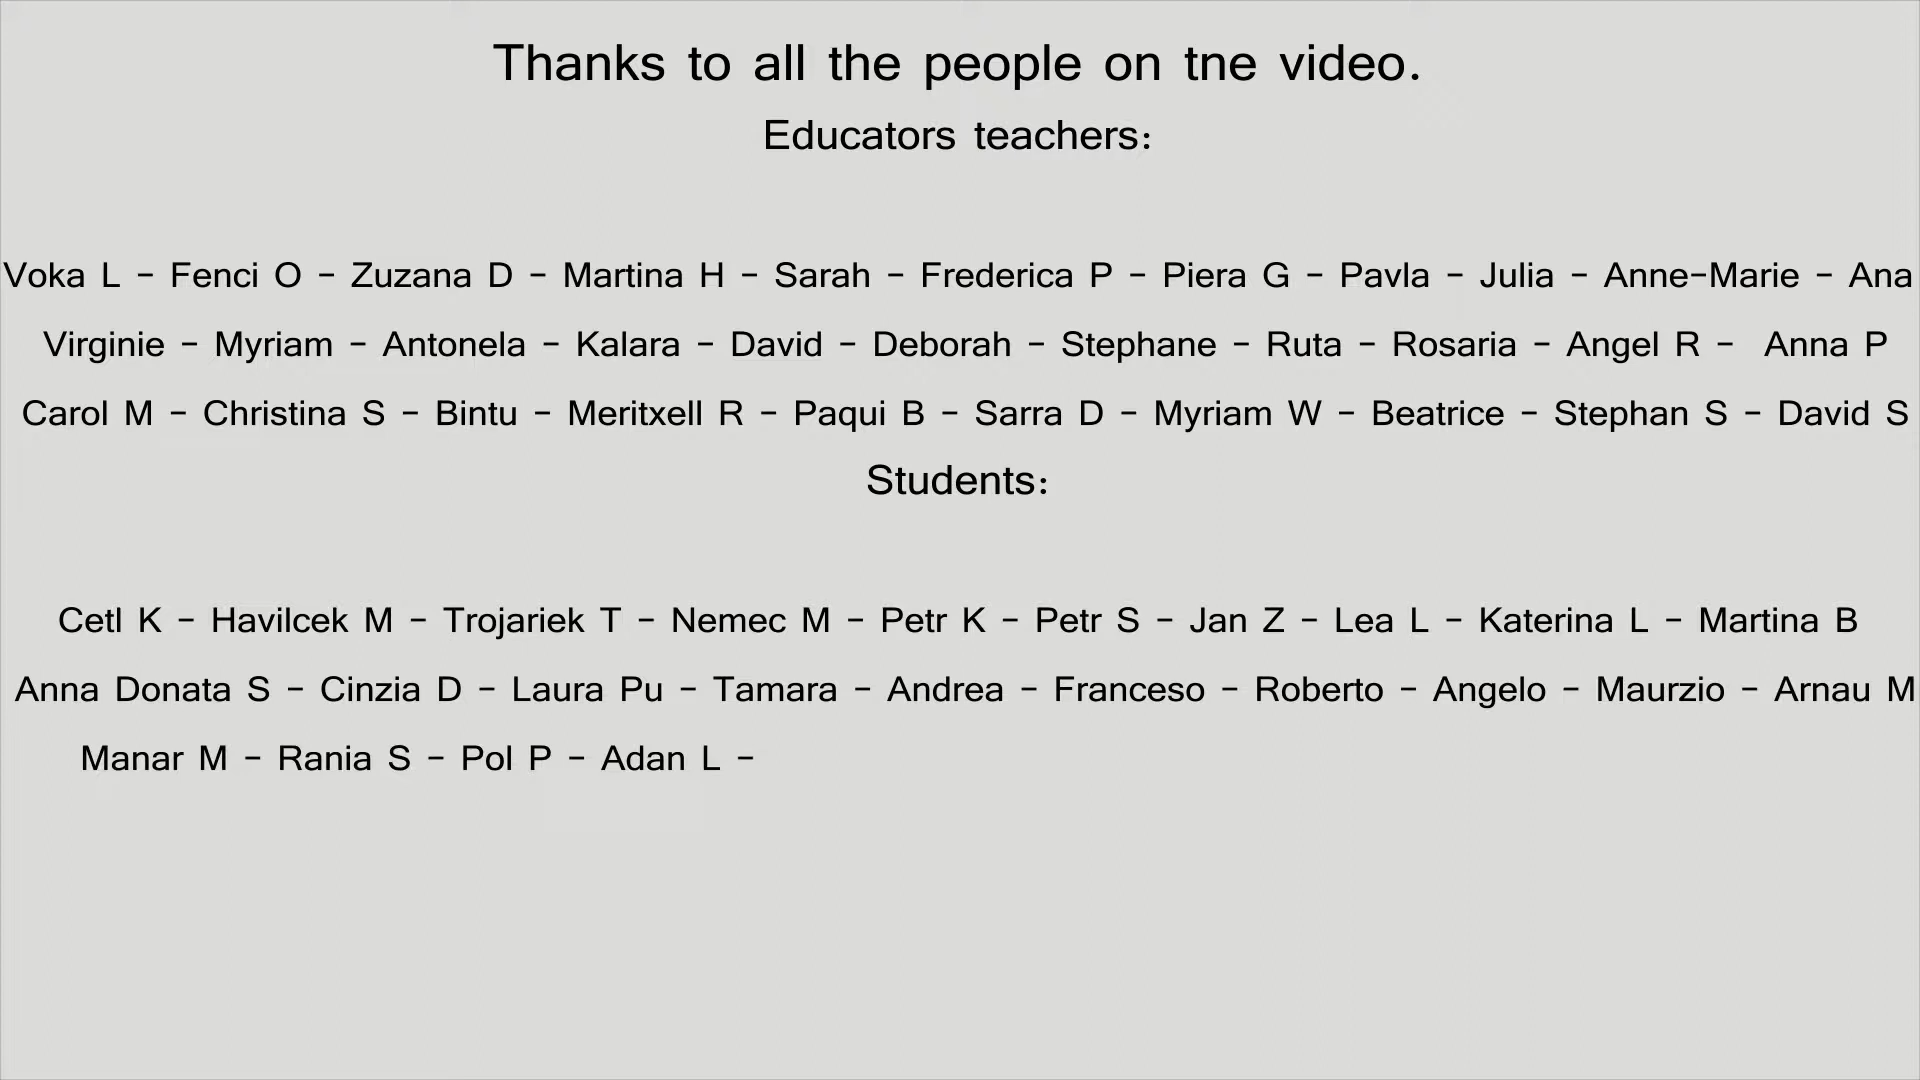 Thanks to all the people on tne video.
Educators teachers:
Voka L - Fenci O - Zuzana D - Martina H - Sarah - Frederica P - Piera G - Pavla - Julia - Anne-Marie - Ana
Virginie - Myriam - Antonela - Kalara - David - Deborah - Stephane - Ruta - Rosaria - Angel R - Anna P
Carol M - Christina S - Bintu - Meritxell R - Paqui B - Sarra D - Myriam W - Beatrice - Stephan S - David S
Students:
Cetl K - Havilcek M - Trojariek T - Nemec M - Petr K - Petr S - Jan Z - Lea L - Katerina L - Martina B
Anna Donata S - Cinzia D - Laura Pu - Tamara - Andrea - Franceso - Roberto - Angelo - Maurzio - Arnau M
Manar M - Rania S - Pol P - Adan L -